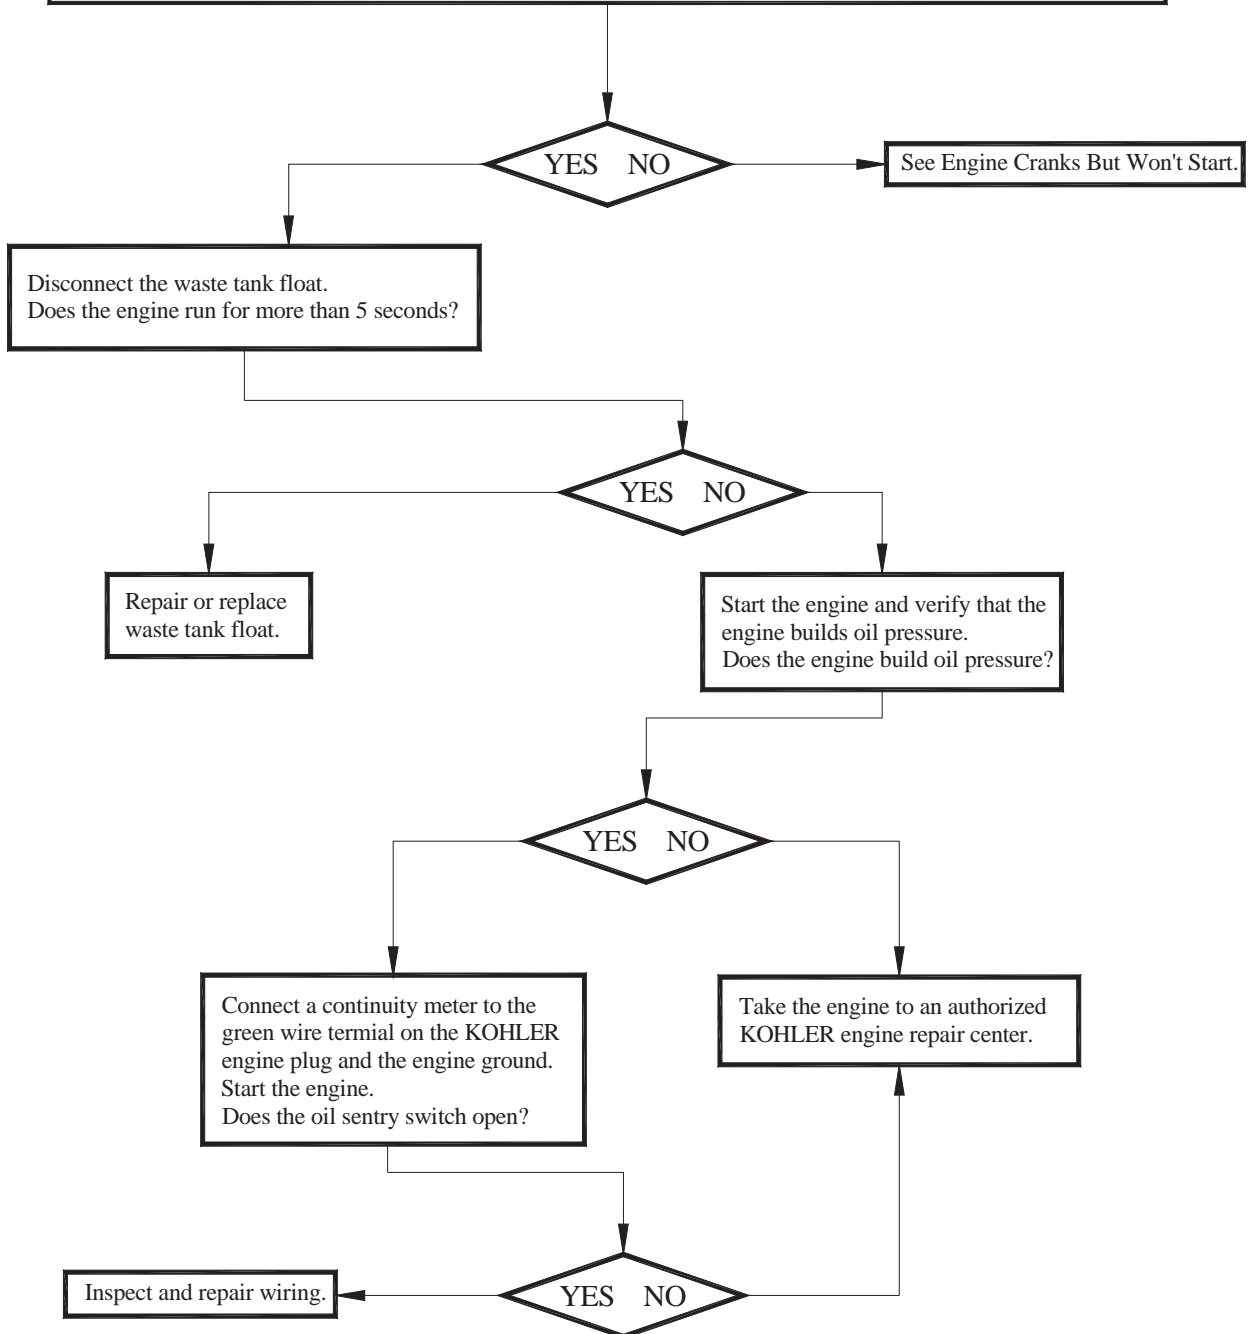 YES NO
See Engine Cranks But Won't Start.
Disconnect the waste tank float.
Does the engine run for more than 5 seconds?
YES NO
Repair or replace
waste tank float.
Start the engine and verify that the
engine builds oil pressure.
Does the engine build oil pressure?
YES NO
Connect a continuity meter to the
green wire termial on the KOHLER
engine plug and the engine ground.
Start the engine.
Does the oil sentry switch open?
Take the engine to an authorized
KOHLER engine repair center.
Inspect and repair wiring.
YES NO